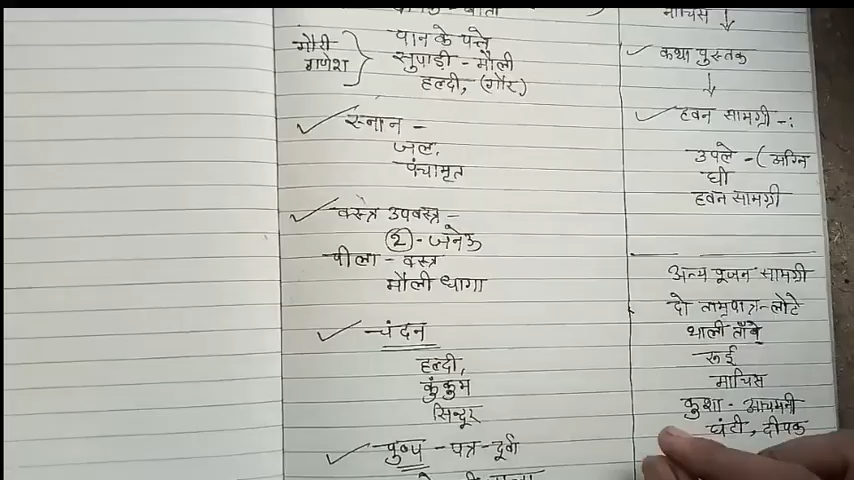 पान के पत्ते
गौरी
गणेश
सुपाड़ी - मौली
हल्दी, (गौर)
स्नान -
जल,
पंचामृत
वस्त्र उपवस्त्र -
(2) - जनेऊ
पीला - वस्त्र
मौली धागा
चंदन
हल्दी,
कुंकुम
सिन्दूर
पुष्प - पत्र - दूर्वा
माचिस
कथा पुस्तक
हवन सामग्री -:
उपले - (अग्नि
घी
हवन सामग्री
अन्य पूजन सामग्री
दो ताम्रपात्र - लोटे
थाली ताँबे
रूई
माचिस
कुशा - आचमनी
घंटी, दीपक